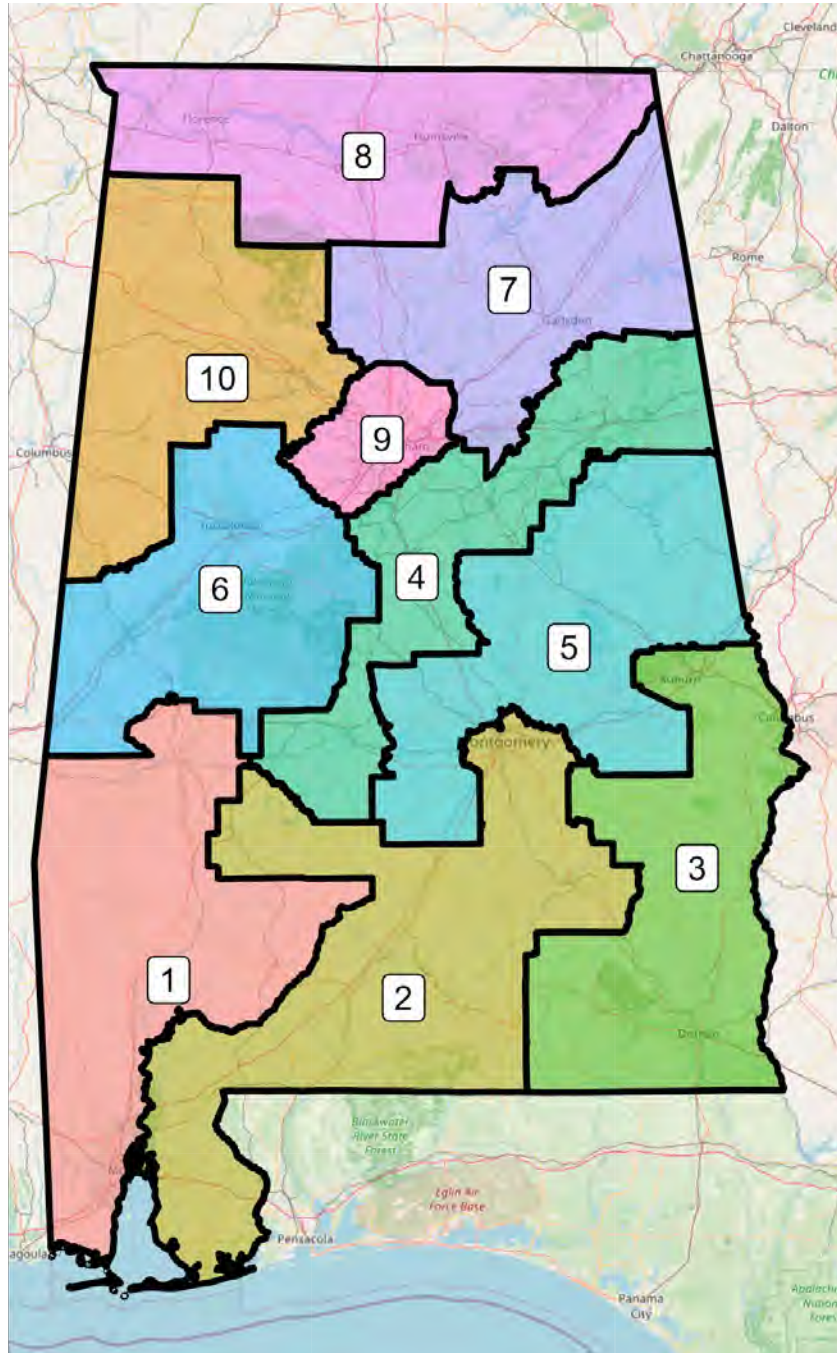 Cleveland
Chattanooga
Florence
Huntsville
8
Dalton
Rome
7
Gadsden
10
Columbus
9
Tuscaloosa
6
4
5
Auburn
Columbus
Montgomery
3
1
2
Dothan
Blackwater
River State
Forest
Eglin Air
Force Base
Pensacola
Panama
City